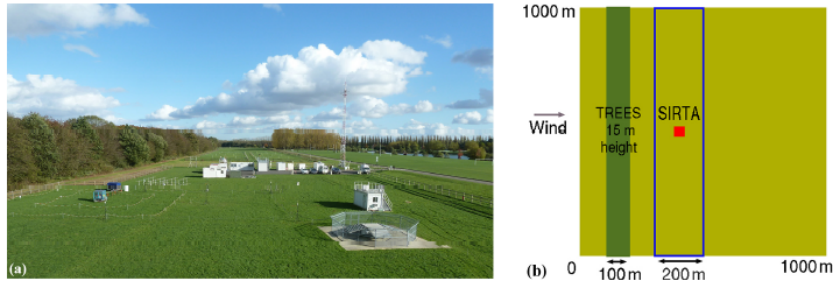 (a)
(b)
1000 m
Wind
TREES
15 m
height
SIRTA
0
100 m
200 m
1000 m